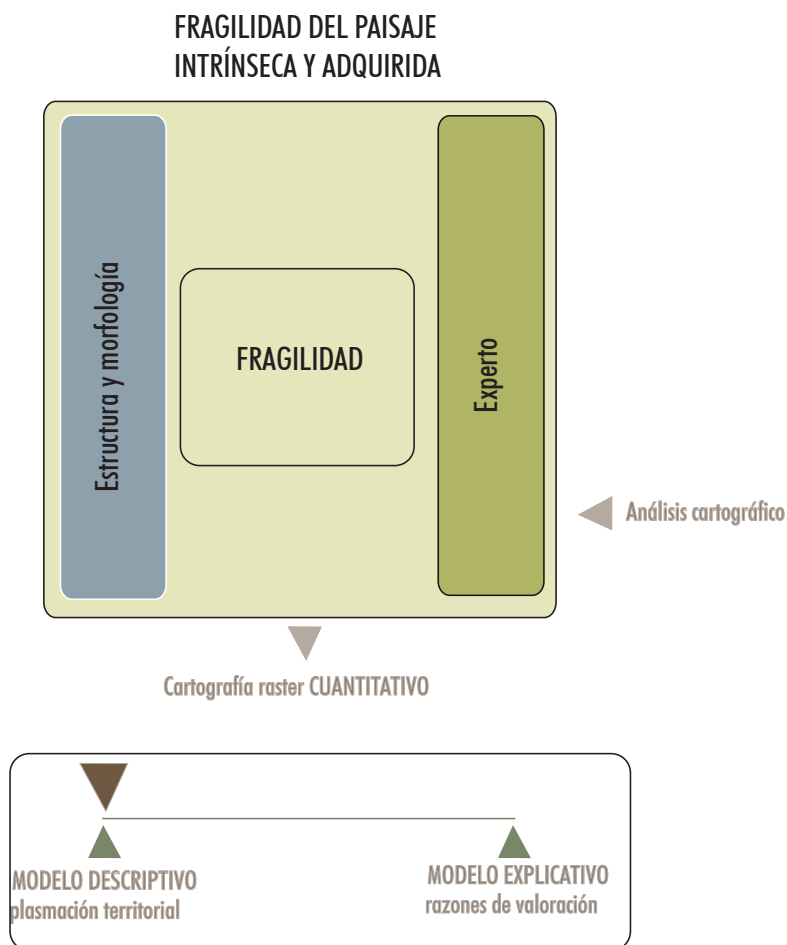 FRAGILIDAD DEL PAISAJE
INTRÍNSECA Y ADQUIRIDA
Estructura y morfología
FRAGILIDAD
Experto
Análisis cartográfico
Cartografía raster CUANTITATIVO
MODELO DESCRIPTIVO
plasmación territorial
MODELO EXPLICATIVO
razones de valoración